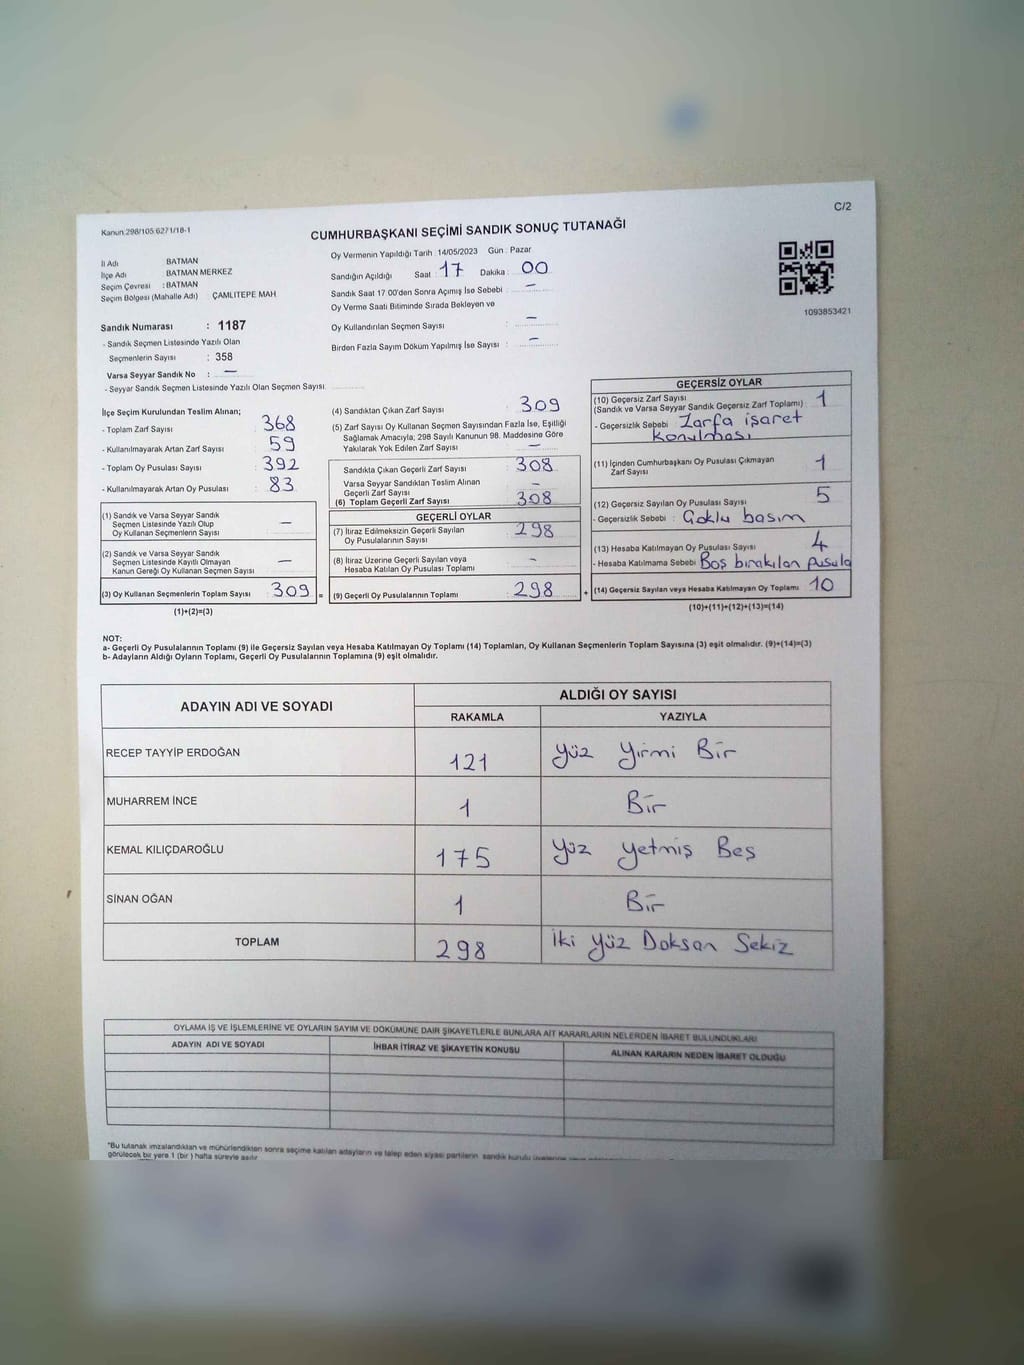 C/2
Kanun:298/105 6271/18-1
CUMHURBAŞKANI SEÇİMİ SANDIK SONUÇ TUTANAĞI
İl Adı BATMAN
İlçe Adı BATMAN MERKEZ
Seçim Çevresi : BATMAN
Seçim Bölgesi (Mahalle Adı) ÇAMLITEPE MAH
Sandık Numarası : 1187
- Sandık Seçmen Listesinde Yazılı Olan
Seçmenlerin Sayısı : 358
Varsa Seyyar Sandık No : —
- Seyyar Sandık Seçmen Listesinde Yazılı Olan Seçmen Sayısı
Oy Vermenin Yapıldığı Tarih : 14/05/2023 Gün : Pazar
Sandığın Açıldığı Saat : 17 Dakika : 00
Sandık Saat 17 00'den Sonra Açımış İse Sebebi : —
Oy Verme Saati Bitiminde Sırada Bekleyen ve
Oy Kullandırılan Seçmen Sayısı : —
Birden Fazla Sayım Döküm Yapılmış İse Sayısı : —
1093853421
İlçe Seçim Kurulundan Teslim Alınan;
- Toplam Zarf Sayısı 368
- Kullanılmayarak Artan Zarf Sayısı 59
- Toplam Oy Pusulası Sayısı 392
- Kullanılmayarak Artan Oy Pusulası 83
(1) Sandık ve Varsa Seyyar Sandık
Seçmen Listesinde Yazılı Olup
Oy Kullanan Seçmenlerin Sayısı —
(2) Sandık ve Varsa Seyyar Sandık
Seçmen Listesinde Kayıtlı Olmayan
Kanun Gereği Oy Kullanan Seçmen Sayısı —
(3) Oy Kullanan Seçmenlerin Toplam Sayısı 309 =
(1)+(2)=(3)
(4) Sandıktan Çıkan Zarf Sayısı 309
(5) Zarf Sayısı Oy Kullanan Seçmen Sayısından Fazla İse, Eşitliği
Sağlamak Amacıyla; 298 Sayılı Kanunun 98. Maddesine Göre
Yakılarak Yok Edilen Zarf Sayısı —
Sandıkta Çıkan Geçerli Zarf Sayısı 308
Varsa Seyyar Sandıktan Teslim Alınan
Geçerli Zarf Sayısı —
(6) Toplam Geçerli Zarf Sayısı 308
GEÇERLİ OYLAR
(7) İtiraz Edilmeksizin Geçerli Sayılan
Oy Pusulalarının Sayısı 298
(8) İtiraz Üzerine Geçerli Sayılan veya
Hesaba Katılan Oy Pusulası Toplamı —
(9) Geçerli Oy Pusulalarının Toplamı 298 +
GEÇERSİZ OYLAR
(10) Geçersiz Zarf Sayısı
(Sandık ve Varsa Seyyar Sandık Geçersiz Zarf Toplamı) : 1
- Geçersizlik Sebebi : Zarfa işaret
Konulması
(11) İçinden Cumhurbaşkanı Oy Pusulası Çıkmayan
Zarf Sayısı 1
(12) Geçersiz Sayılan Oy Pusulası Sayısı 5
- Geçersizlik Sebebi : Çoklu basım
(13) Hesaba Katılmayan Oy Pusulası Sayısı 4
- Hesaba Katılmama Sebebi : Boş bırakılan pusula
(14) Geçersiz Sayılan veya Hesaba Katılmayan Oy Toplamı 10
(10)+(11)+(12)+(13)=(14)
NOT:
a- Geçerli Oy Pusulalarının Toplamı (9) ile Geçersiz Sayılan veya Hesaba Katılmayan Oy Toplamı (14) Toplamları, Oy Kullanan Seçmenlerin Toplam Sayısına (3) eşit olmalıdır. (9)+(14)=(3)
b- Adayların Aldığı Oyların Toplamı, Geçerli Oy Pusulalarının Toplamına (9) eşit olmalıdır.
ADAYIN ADI VE SOYADI ALDIĞI OY SAYISI
RAKAMLA YAZIYLA
RECEP TAYYİP ERDOĞAN 121 Yüz Yirmi Bir
MUHARREM İNCE 1 Bir
KEMAL KILIÇDAROĞLU 175 Yüz Yetmiş Beş
SİNAN OĞAN 1 Bir
TOPLAM 298 İki Yüz Doksan Sekiz
OYLAMA İŞ VE İŞLEMLERİNE VE OYLARIN SAYIM VE DÖKÜMÜNE DAİR ŞİKAYETLERLE BUNLARA AİT KARARLARIN NELERDEN İBARET BULUNDUKLARI
ADAYIN ADI VE SOYADI İHBAR İTİRAZ VE ŞİKAYETİN KONUSU ALINAN KARARIN NEDEN İBARET OLDUĞU
"Bu tutanak imzalandıktan ve mühürlendikten sonra seçime katılan adayların ve talep eden siyasi partilerin sandık kurulu
görülecek bir yere 1 (bir) hafta süreyle asılır